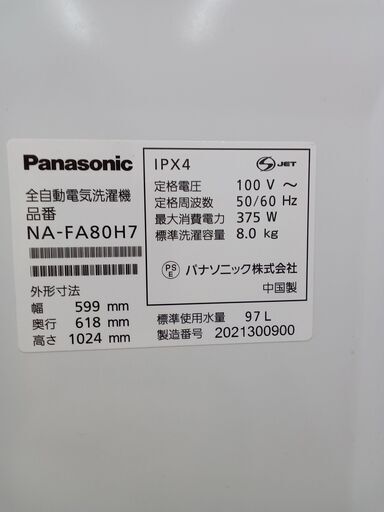 Panasonic
全自動電気洗濯機
品番
NA-FA80H7
外形寸法
幅 599 mm
奥行 618 mm
高さ 1024 mm
IPX4
S JET
定格電圧 100 V ～
定格周波数 50/60 Hz
最大消費電力 375 W
標準洗濯容量 8.0 kg
PS E パナソニック株式会社
中国製
標準使用水量 97 L
製造番号 2021300900